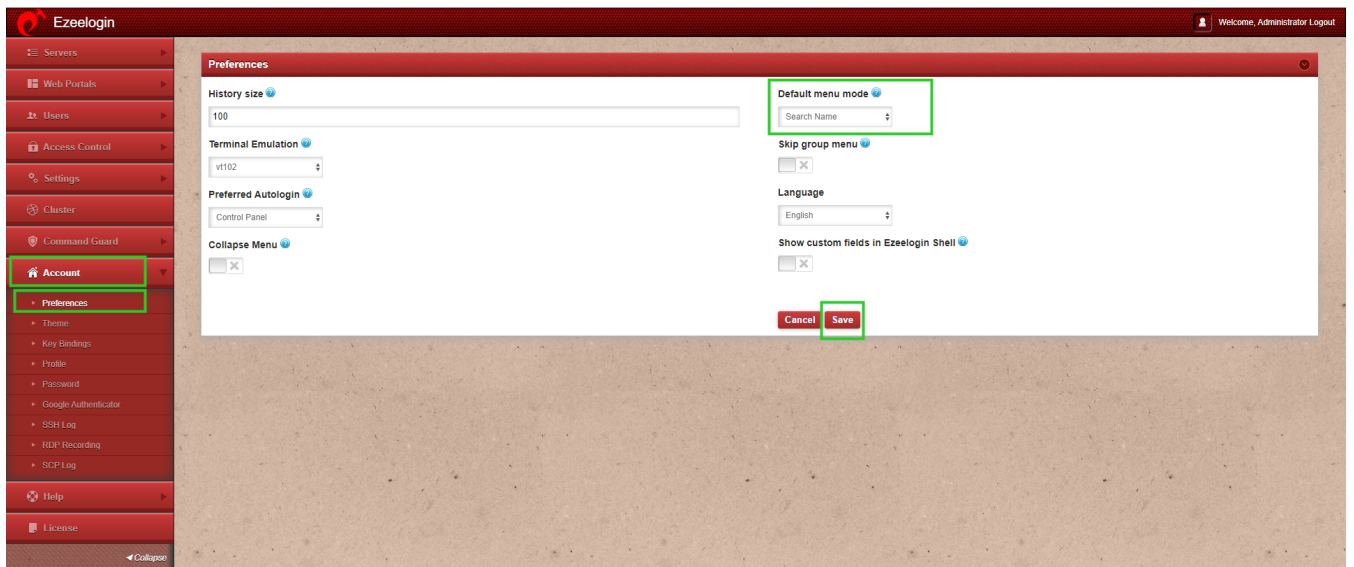 Ezeelogin
Welcome, Administrator Logout
Servers
Web Portals
Users
Access Control
Settings
Cluster
Command Guard
Account
Preferences
Theme
Key Bindings
Profile
Password
Google Authenticator
SSH Log
RDP Recording
SCP Log
Help
License
Collapse
Preferences
History size
100
Terminal Emulation
vt102
Preferred Autologin
Control Panel
Collapse Menu
Default menu mode
Search Name
Skip group menu
Language
English
Show custom fields in Ezeelogin Shell
Cancel Save